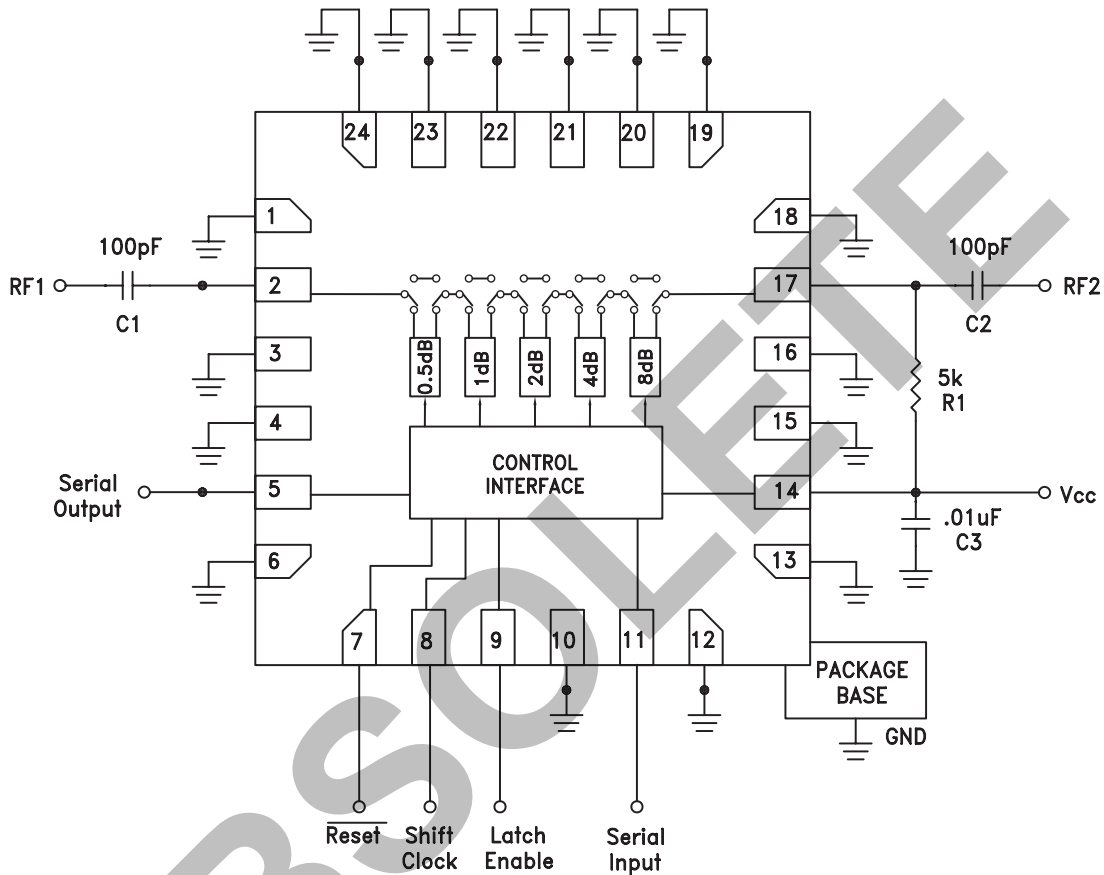 24 23 22 21 20 19
1
18
100pF
100pF
RF1
2
17
RF2
C1
C2
3
16
0.5dB
1dB
2dB
4dB
8dB
5k
R1
4
15
CONTROL
INTERFACE
Serial
Output
5
14
Vcc
.01uF
C3
6
13
7 8 9 10 11 12
PACKAGE
BASE
GND
Reset
Shift
Clock
Latch
Enable
Serial
Input
OBSOLETE